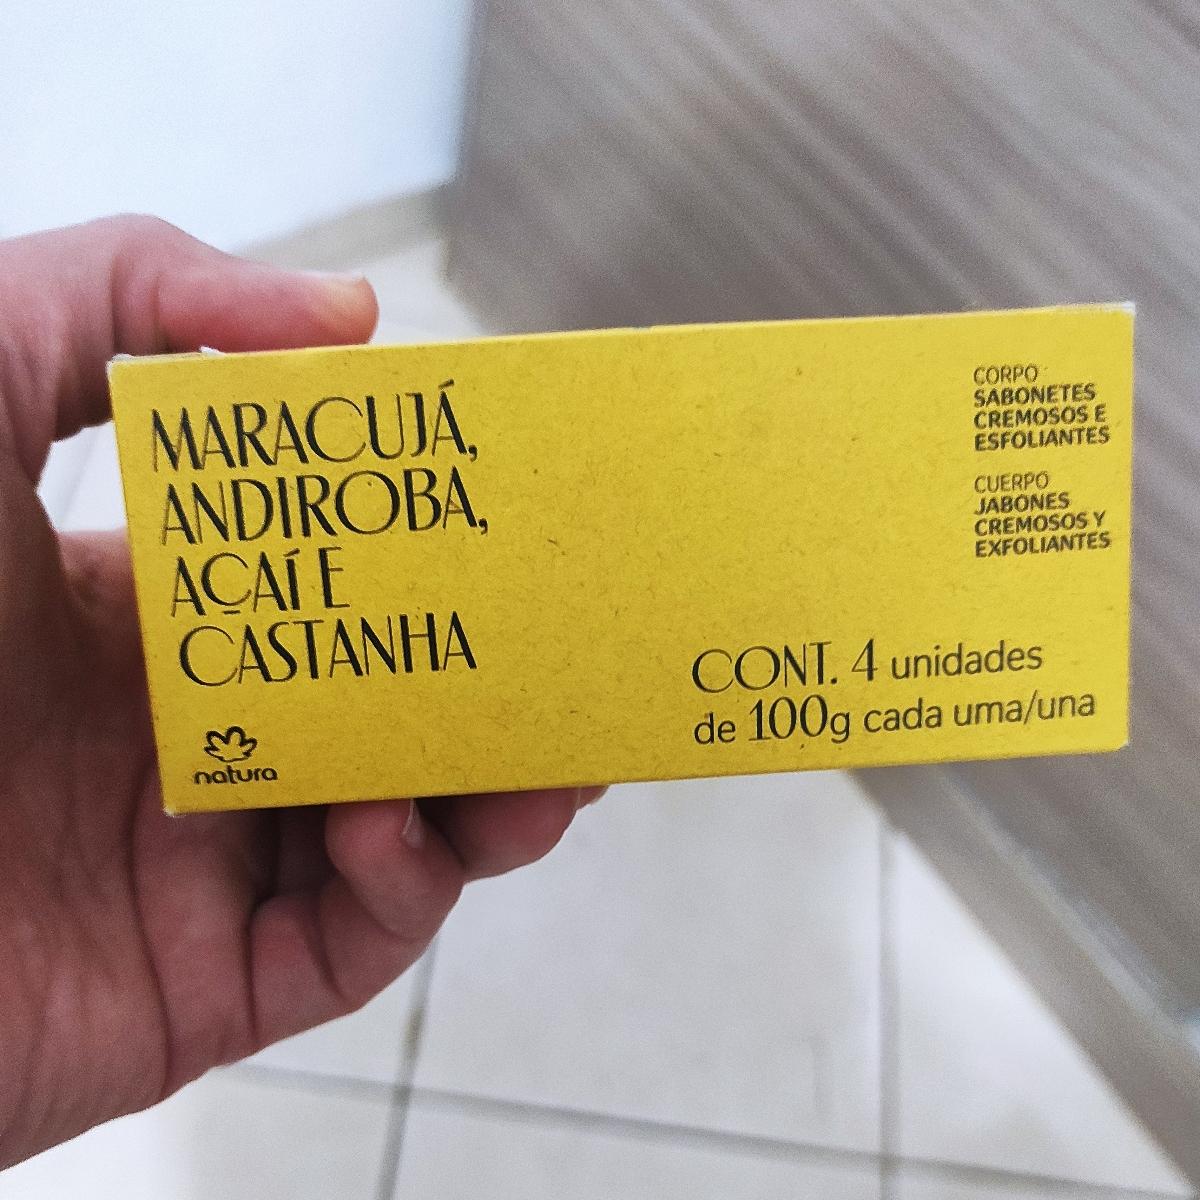 MARACUJÁ,
ANDIROBA,
AÇAÍ E
CASTANHA
natura
CORPO
SABONETES
CREMOSOS E
ESFOLIANTES
CUERPO
JABONES
CREMOSOS Y
EXFOLIANTES
CONT. 4 unidades
de 100g cada uma/una